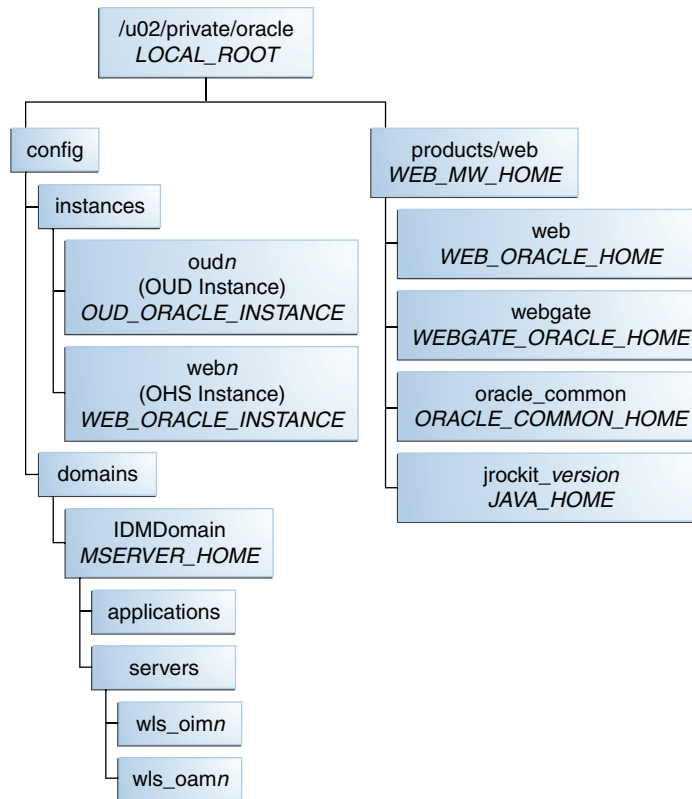 /u02/private/oracle
LOCAL_ROOT
config
instances
oudn
(OUD Instance)
OUD_ORACLE_INSTANCE
webn
(OHS Instance)
WEB_ORACLE_INSTANCE
domains
IDMDomain
MSERVER_HOME
applications
servers
wls_oimn
wls_oamn
products/web
WEB_MW_HOME
web
WEB_ORACLE_HOME
webgate
WEBGATE_ORACLE_HOME
oracle_common
ORACLE_COMMON_HOME
jrockit_version
JAVA_HOME